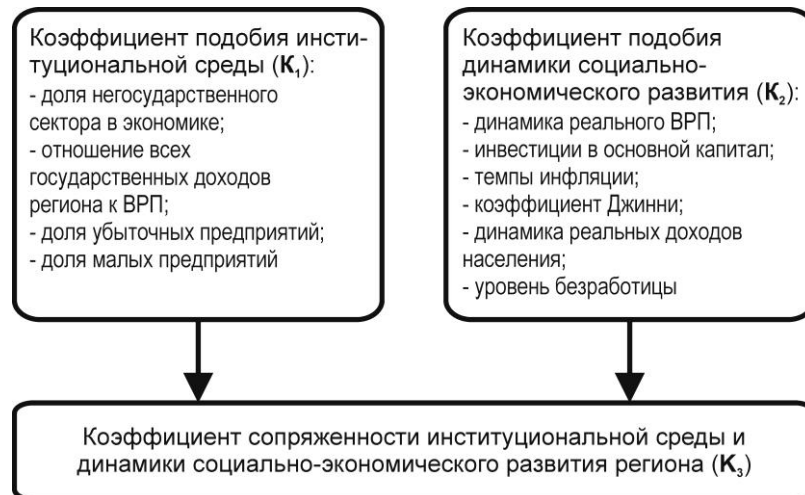 Коэффициент подобия инсти-
туциональной среды (К₁):
- доля негосударственного
сектора в экономике;
- отношение всех
государственных доходов
региона к ВРП;
- доля убыточных предприятий;
- доля малых предприятий
Коэффициент подобия
динамики социально-
экономического развития (К₂):
- динамика реального ВРП;
- инвестиции в основной капитал;
- темпы инфляции;
- коэффициент Джинни;
- динамика реальных доходов
населения;
- уровень безработицы
Коэффициент сопряженности институциональной среды и
динамики социально-экономического развития региона (К₃)